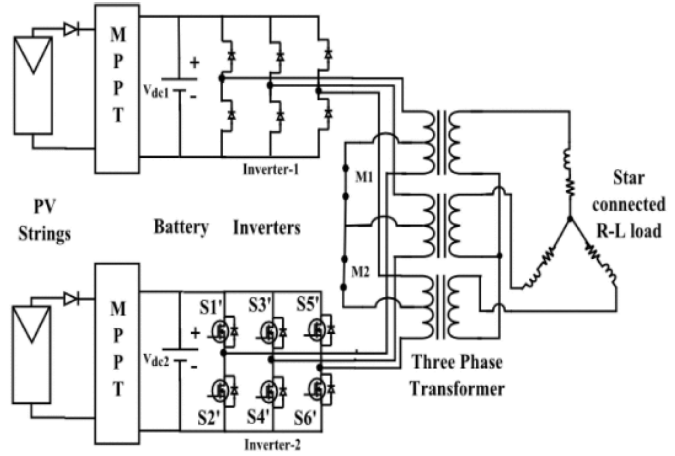 M
P
P
T
Vdc1
+
-
Inverter-1
M1
M2
PV
Strings
Battery Inverters
Star
connected
R-L load
M
P
P
T
Vdc2
+
-
S1' S3' S5'
S2' S4' S6'
Inverter-2
Three Phase
Transformer